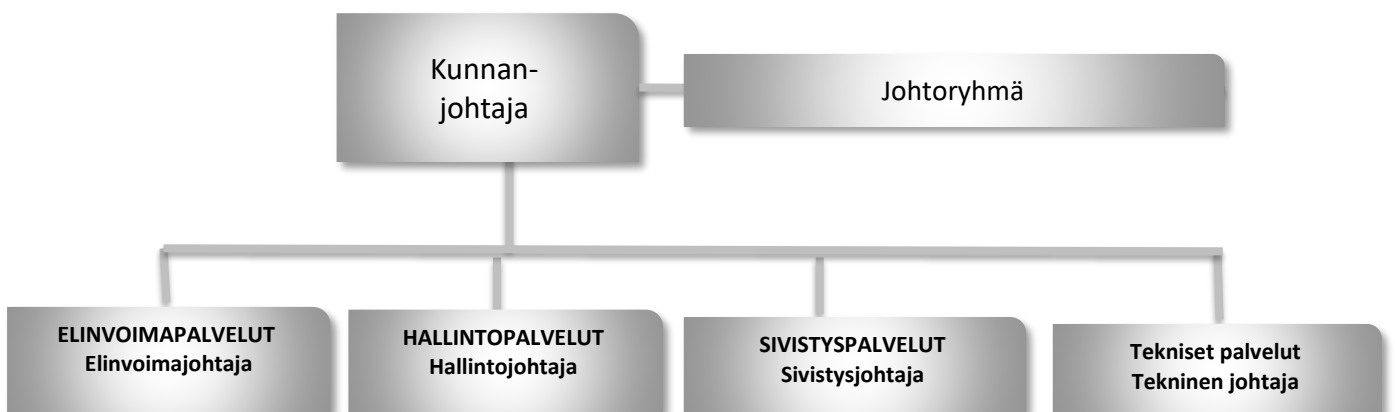 Kunnan-
johtaja
Johtoryhmä
ELINVOIMAPALVELUT
Elinvoimajohtaja
HALLINTOPALVELUT
Hallintojohtaja
SIVISTYSPALVELUT
Sivistysjohtaja
Tekniset palvelut
Tekninen johtaja